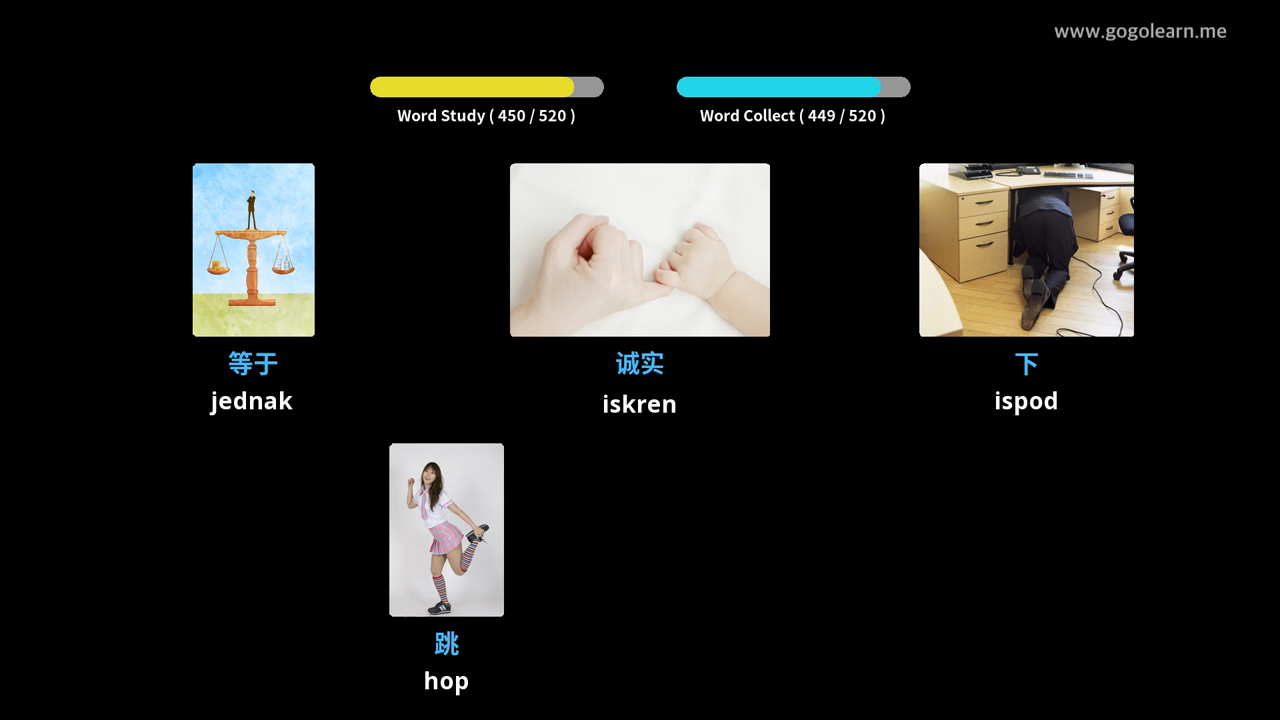 www.gogolearn.me
Word Study ( 450 / 520 )
Word Collect ( 449 / 520 )
等于
jednak
诚实
iskren
下
ispod
跳
hop